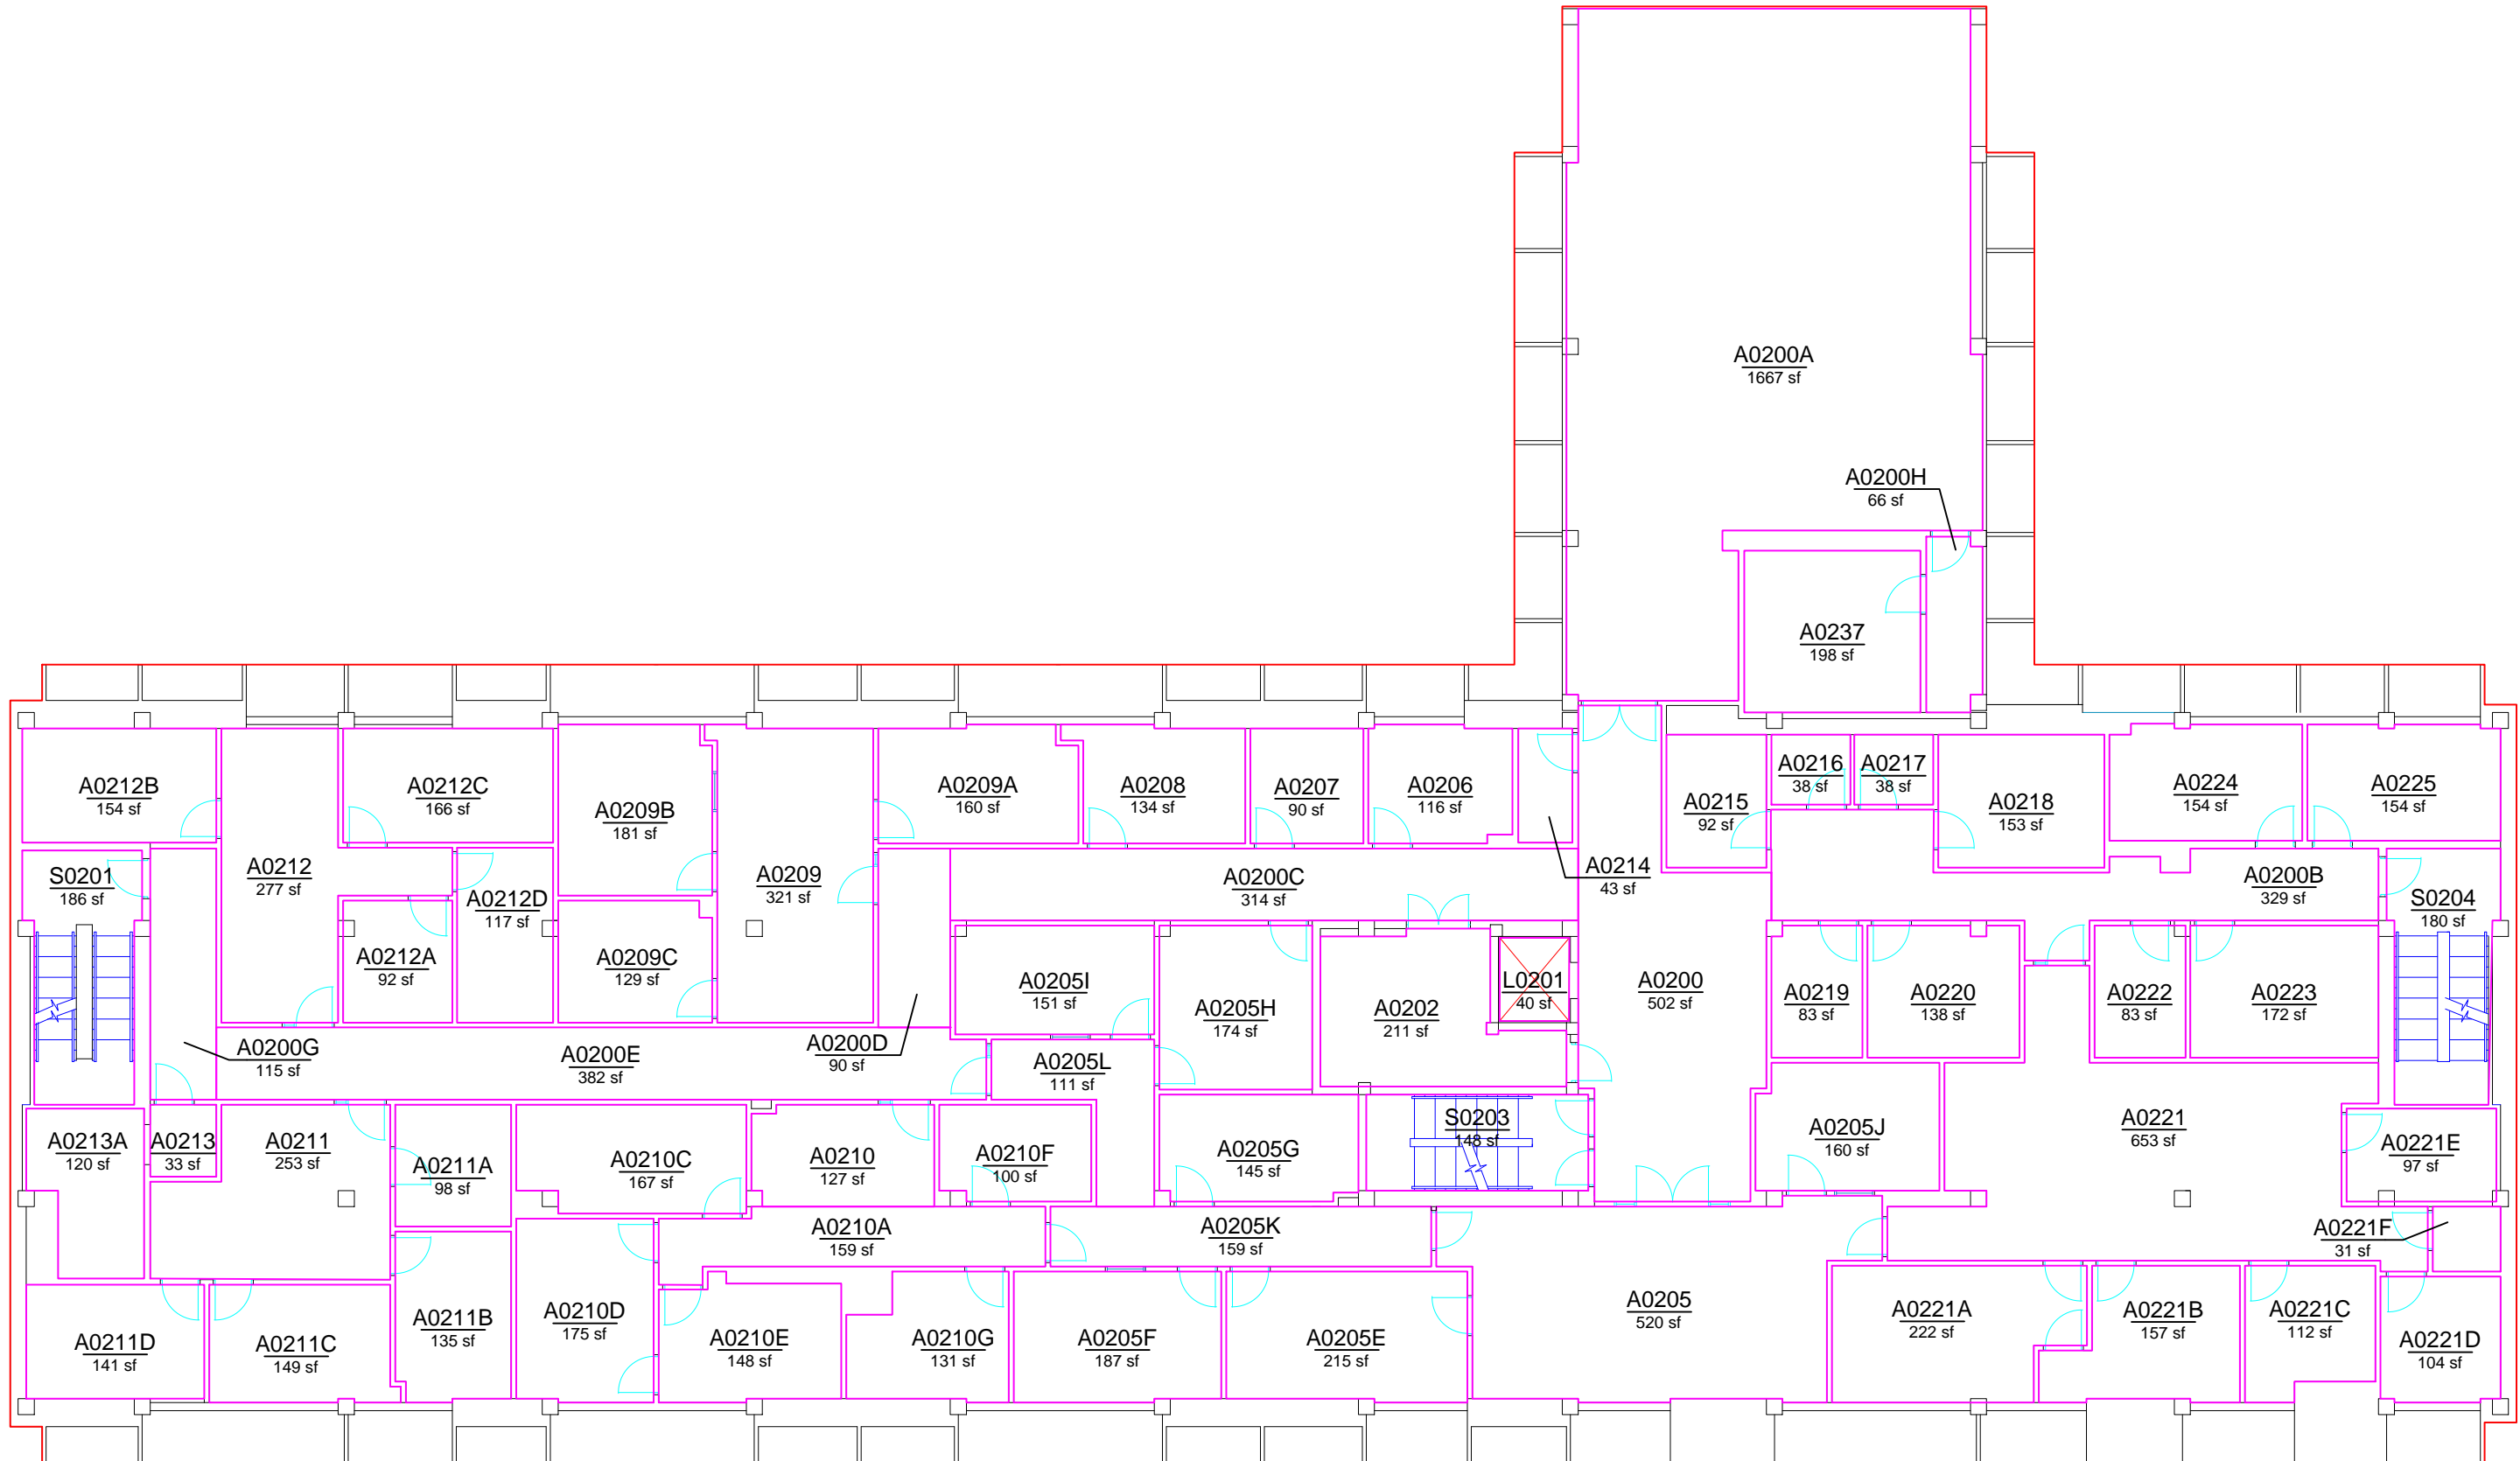 A0200A
1667 sf
A0200H
66 sf
A0237
198 sf
A0212B
154 sf
A0212C
166 sf
A0209B
181 sf
A0209A
160 sf
A0208
134 sf
A0207
90 sf
A0206
116 sf
A0215
92 sf
A0216
38 sf
A0217
38 sf
A0218
153 sf
A0224
154 sf
A0225
154 sf
S0201
186 sf
A0212
277 sf
A0212D
117 sf
A0209
321 sf
A0200C
314 sf
A0214
43 sf
A0200B
329 sf
S0204
180 sf
A0212A
92 sf
A0209C
129 sf
A0205I
151 sf
A0205H
174 sf
A0202
211 sf
L0201
40 sf
A0200
502 sf
A0219
83 sf
A0220
138 sf
A0222
83 sf
A0223
172 sf
A0200G
115 sf
A0200E
382 sf
A0200D
90 sf
A0205L
111 sf
A0213A
120 sf
A0213
33 sf
A0211
253 sf
A0211A
98 sf
A0210C
167 sf
A0210
127 sf
A0210F
100 sf
A0205G
145 sf
S0203
148 sf
A0205J
160 sf
A0221
653 sf
A0221E
97 sf
A0210A
159 sf
A0205K
159 sf
A0221F
31 sf
A0211D
141 sf
A0211C
149 sf
A0211B
135 sf
A0210D
175 sf
A0210E
148 sf
A0210G
131 sf
A0205F
187 sf
A0205E
215 sf
A0205
520 sf
A0221A
222 sf
A0221B
157 sf
A0221C
112 sf
A0221D
104 sf